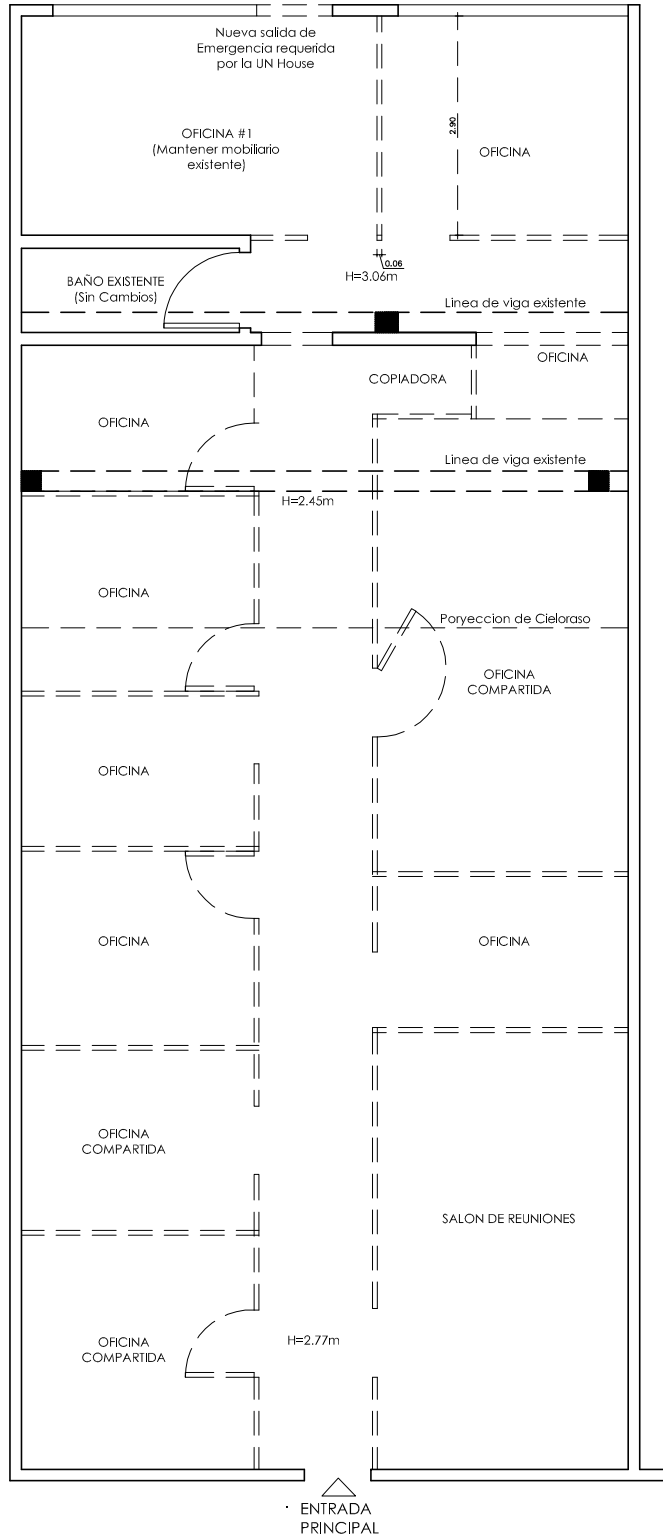 Nueva salida de
Emergencia requerida
por la UN House
OFICINA #1
(Mantener mobiliario
existente)
2.90
OFICINA
0.06
H=3.06m
BAÑO EXISTENTE
(Sin Cambios)
Linea de viga existente
OFICINA
COPIADORA
OFICINA
Linea de viga existente
H=2.45m
OFICINA
Poryeccion de Cieloraso
OFICINA
COMPARTIDA
OFICINA
OFICINA
OFICINA
OFICINA
COMPARTIDA
SALON DE REUNIONES
H=2.77m
OFICINA
COMPARTIDA
ENTRADA
PRINCIPAL